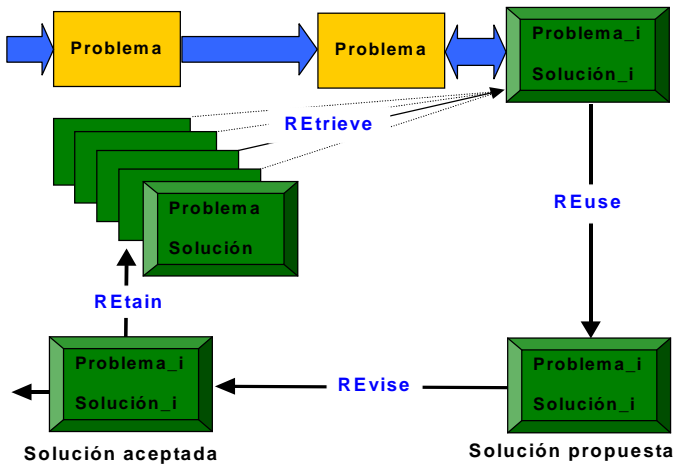 Problema
Problema
Problema_i
Solución_i
REtrieve
Problema
Solución
REuse
REtain
Problema_i
Solución_i
REvise
Problema_i
Solución_i
Solución aceptada
Solución propuesta